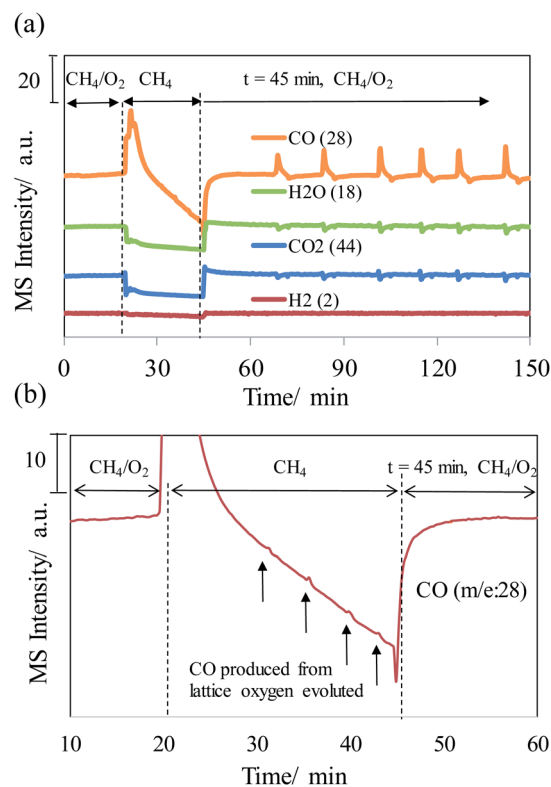 (a)
20
CH4/O2
CH4
t = 45 min, CH4/O2
CO (28)
H2O (18)
CO2 (44)
H2 (2)
MS Intensity/ a.u.
0 30 60 90 120 150
Time/ min
(b)
10
CH4/O2
CH4
t = 45 min, CH4/O2
MS Intensity/ a.u.
CO (m/e:28)
CO produced from
lattice oxygen evoluted
10 20 30 40 50 60
Time/ min